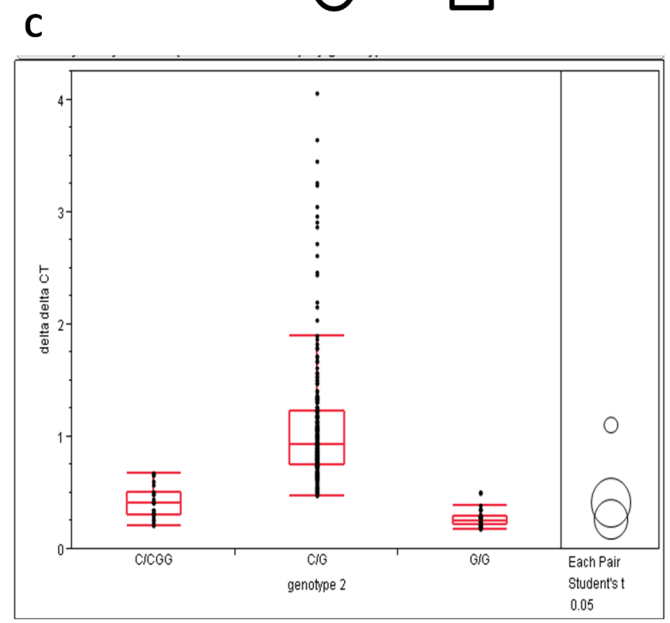 C
4
3
2
1
0
delta delta CT
C/CGG C/G G/G
genotype 2
Each Pair
Student's t
0.05